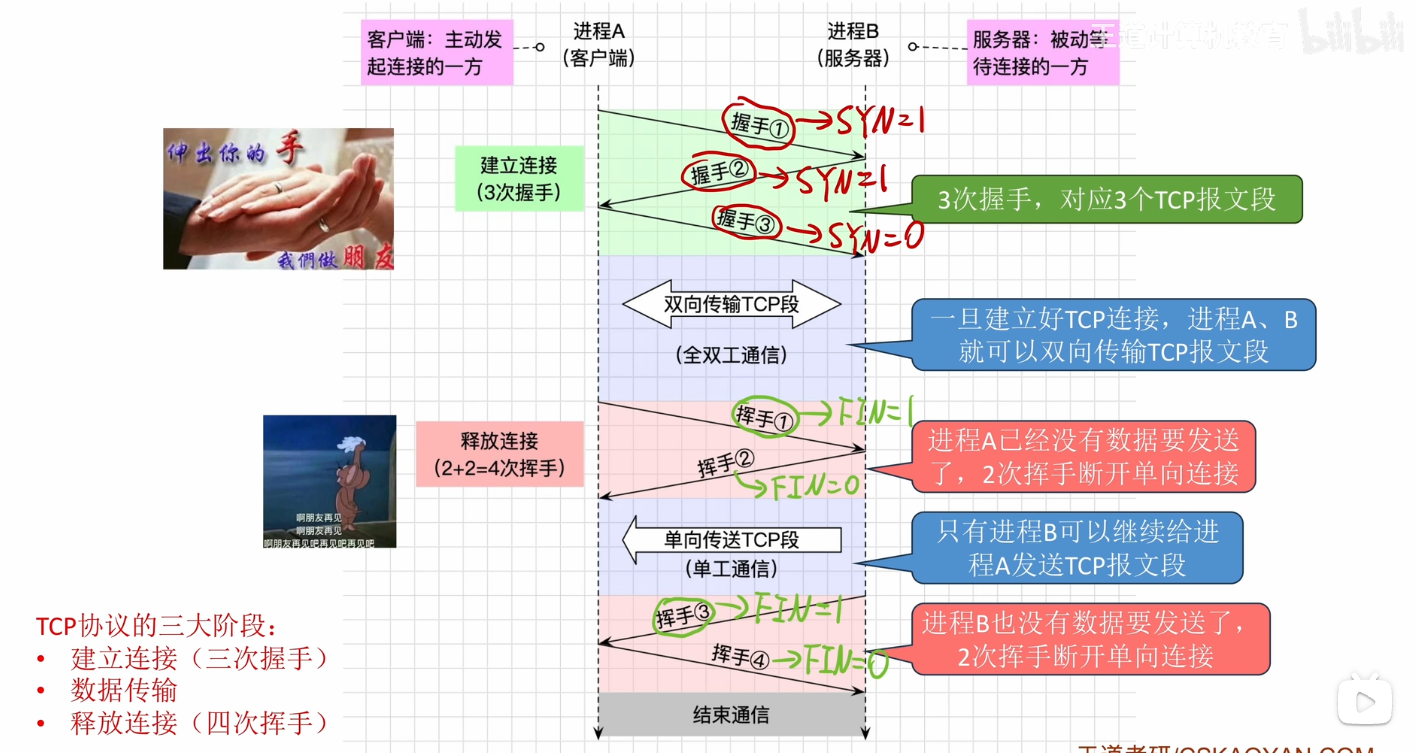 客户端：主动发
起连接的一方
进程A
(客户端)
进程B
(服务器)
服务器：被动等
待连接的一方
王道计算机教育
bilibili
伸出你的手
我們做朋友
建立连接
(3次握手)
握手① → SYN=1
握手② → SYN=1
握手③ → SYN=0
3次握手，对应3个TCP报文段
双向传输TCP段
(全双工通信)
一旦建立好TCP连接，进程A、B
就可以双向传输TCP报文段
释放连接
(2+2=4次挥手)
挥手① → FIN=1
挥手②
→ FIN=0
进程A已经没有数据要发送
了，2次挥手断开单向连接
啊朋友再见
啊朋友再见
啊朋友再见吧再见吧再见吧
单向传送TCP段
(单工通信)
只有进程B可以继续给进
程A发送TCP报文段
挥手③ → FIN=1
挥手④ → FIN=0
进程B也没有数据要发送了，
2次挥手断开单向连接
结束通信
TCP协议的三大阶段：
• 建立连接（三次握手）
• 数据传输
• 释放连接（四次挥手）
王道考研/CSKAOYAN.COM